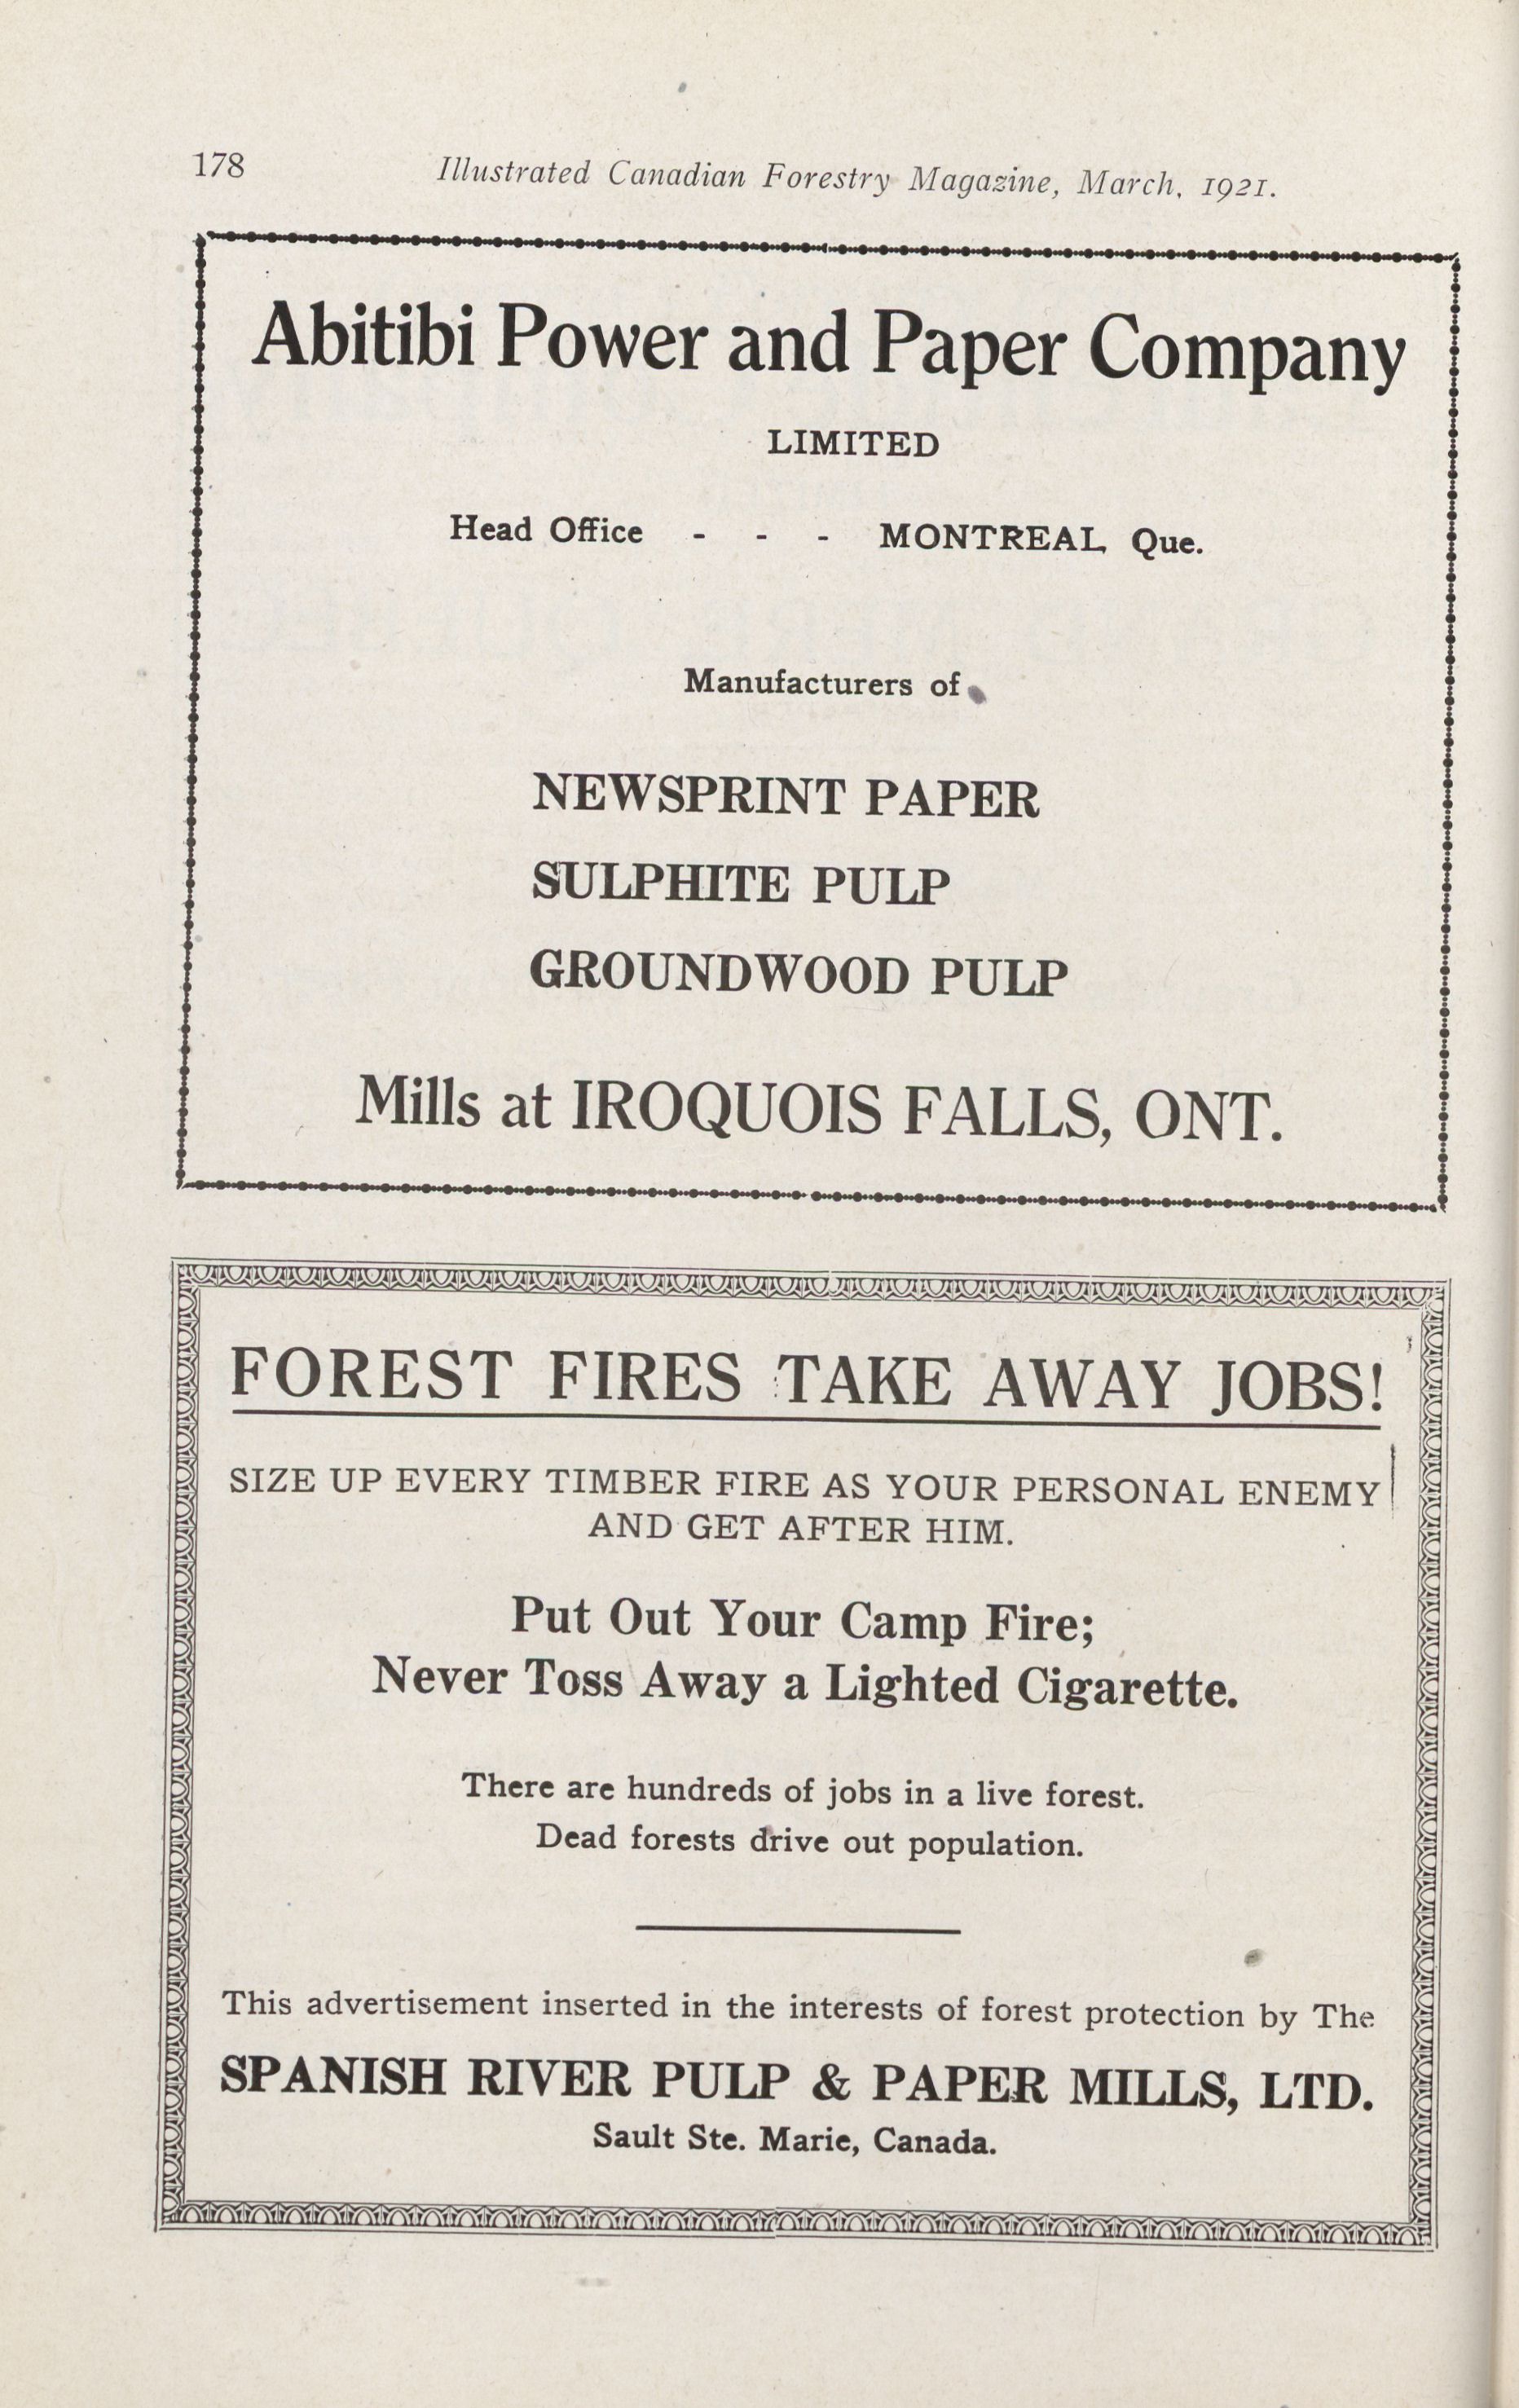 178
Illustrated Canadian Forestry Magazine, March, 1921.
Abitibi Power and Paper Company
LIMITED
Head Office - - - MONTREAL, Que.
Manufacturers of
NEWSPRINT PAPER
SULPHITE PULP
GROUNDWOOD PULP
Mills at IROQUOIS FALLS, ONT.
FOREST FIRES TAKE AWAY JOBS!
SIZE UP EVERY TIMBER FIRE AS YOUR PERSONAL ENEMY
AND GET AFTER HIM.
Put Out Your Camp Fire;
Never Toss Away a Lighted Cigarette.
There are hundreds of jobs in a live forest.
Dead forests drive out population.
This advertisement inserted in the interests of forest protection by The
SPANISH RIVER PULP & PAPER MILLS, LTD.
Sault Ste. Marie, Canada.